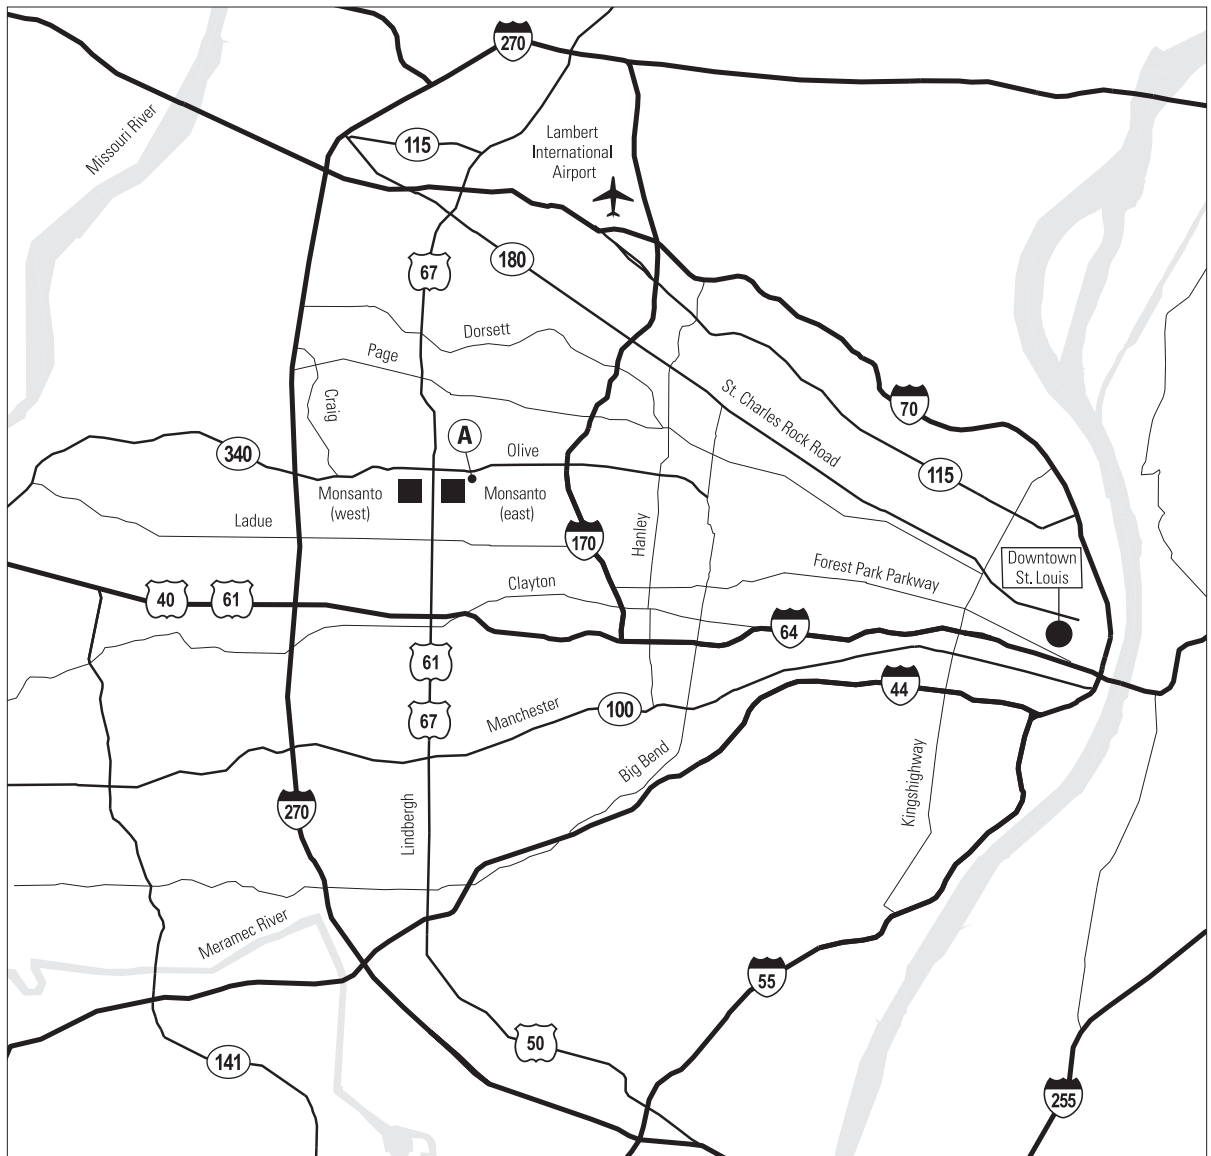 270
Missouri River
115
Lambert
International
Airport
67
180
Dorsett
Page
Craig
St. Charles Rock Road
70
A
Olive
340
115
Monsanto
(west)
Monsanto
(east)
Ladue
Hanley
170
Downtown
St. Louis
Forest Park Parkway
Clayton
40
61
64
61
44
67
Manchester
100
Big Bend
Kingshighway
270
Lindbergh
Meramec River
55
50
141
255